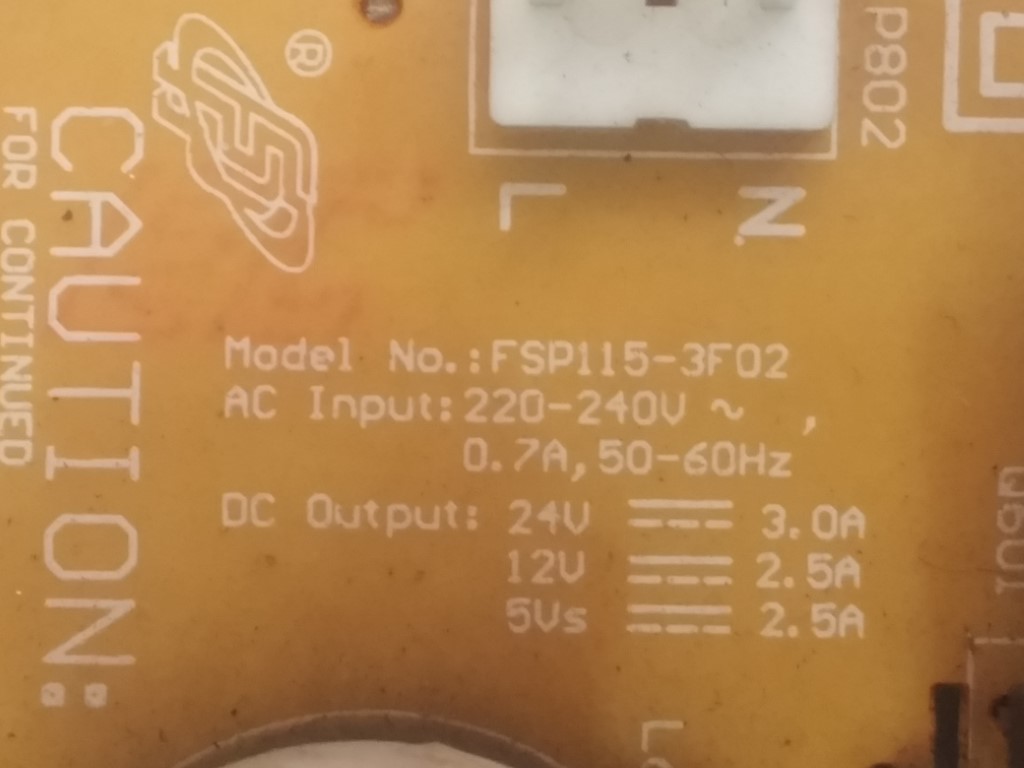 ®
FSP
P802
L N
CAUTION:
FOR CONTINUED
Model No.:FSP115-3F02
AC Input:220-240V ~ ,
0.7A,50-60Hz
DC Output: 24V 3.0A
12V 2.5A
5Vs 2.5A
L